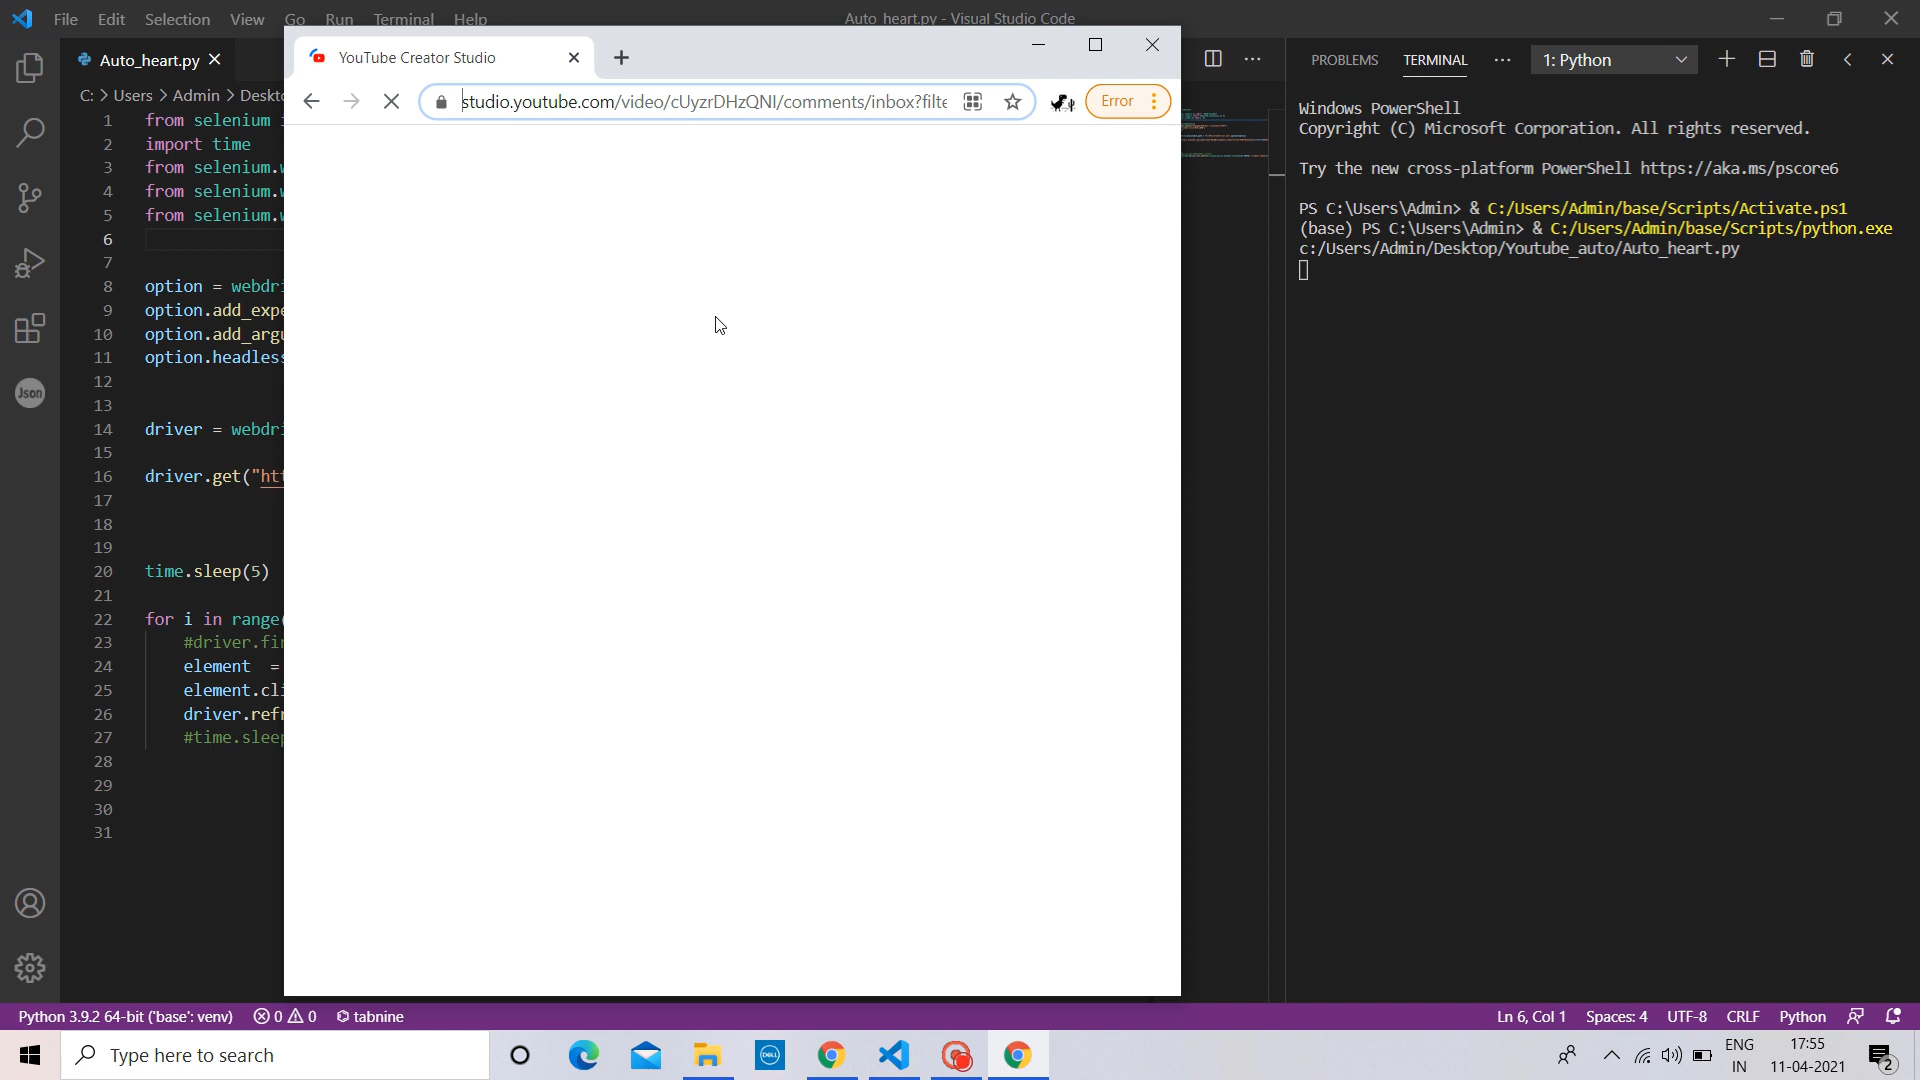 File Edit Selection View Go Run Terminal Help
Auto_heart.py - Visual Studio Code
Auto_heart.py
C: > Users > Admin > Deskto
1 from selenium i
2 import time
3 from selenium.w
4 from selenium.w
5 from selenium.w
6
7
8 option = webdri
9 option.add_expe
10 option.add_argu
11 option.headless
12
13
14 driver = webdri
15
16 driver.get("htt
17
18
19
20 time.sleep(5)
21
22 for i in range(
23 #driver.fin
24 element =
25 element.cli
26 driver.refr
27 #time.sleep
28
29
30
31
Json
YouTube Creator Studio
studio.youtube.com/video/cUyzrDHzQNI/comments/inbox?filte
Error
PROBLEMS TERMINAL 1: Python
Windows PowerShell
Copyright (C) Microsoft Corporation. All rights reserved.
Try the new cross-platform PowerShell https://aka.ms/pscore6
PS C:\Users\Admin> & C:/Users/Admin/base/Scripts/Activate.ps1
(base) PS C:\Users\Admin> & C:/Users/Admin/base/Scripts/python.exe
c:/Users/Admin/Desktop/Youtube_auto/Auto_heart.py
Python 3.9.2 64-bit ('base': venv) 0 0 tabnine
Ln 6, Col 1 Spaces: 4 UTF-8 CRLF Python
Type here to search
DELL
ENG
IN
17:55
11-04-2021
2